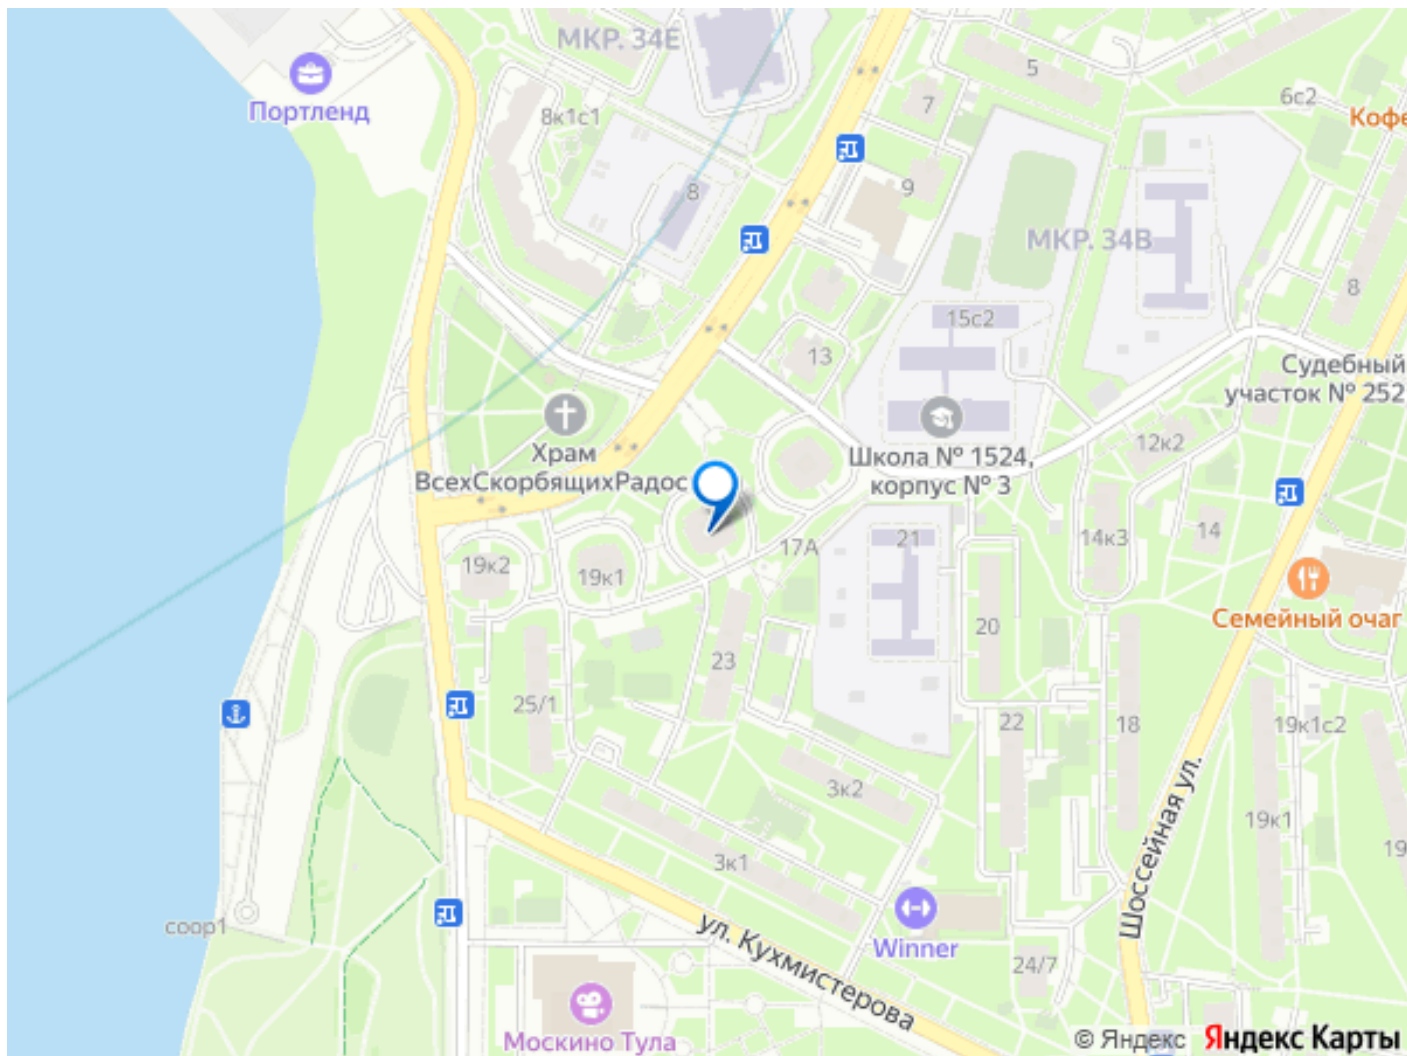 МКР. 34Е
5
Портленд
8к1с1
7
6с2
Кофе
8
9
МКР. 34В
8
15с2
13
Судебный
участок № 252
Храм
ВсехСкорбящихРадос
Школа № 1524,
корпус № 3
12к2
19к2
19к1
17А
21
14к3
14
Семейный очаг
20
23
25/1
22
18
19к1с2
3к2
Шоссейная ул.
19к1
19
3к1
соор1
ул. Кухмистерова
Winner
24/7
Москино Тула
© Яндекс Яндекс Карты